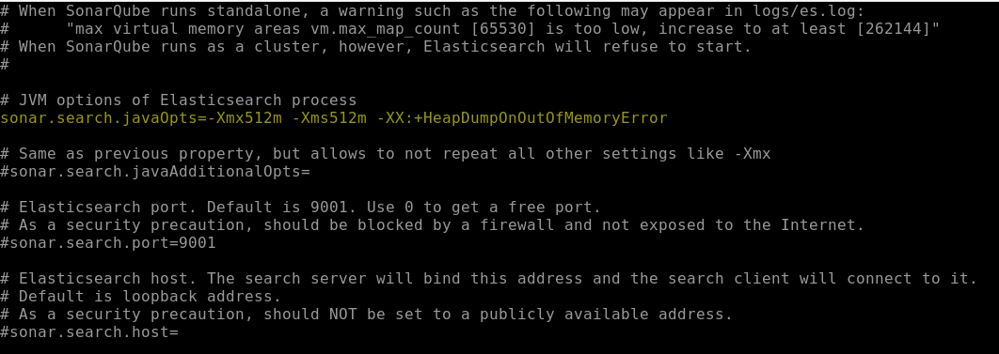 # When SonarQube runs standalone, a warning such as the following may appear in logs/es.log:
#      "max virtual memory areas vm.max_map_count [65530] is too low, increase to at least [262144]"
# When SonarQube runs as a cluster, however, Elasticsearch will refuse to start.
#

# JVM options of Elasticsearch process
sonar.search.javaOpts=-Xmx512m -Xms512m -XX:+HeapDumpOnOutOfMemoryError

# Same as previous property, but allows to not repeat all other settings like -Xmx
#sonar.search.javaAdditionalOpts=

# Elasticsearch port. Default is 9001. Use 0 to get a free port.
# As a security precaution, should be blocked by a firewall and not exposed to the Internet.
#sonar.search.port=9001

# Elasticsearch host. The search server will bind this address and the search client will connect to it.
# Default is loopback address.
# As a security precaution, should NOT be set to a publicly available address.
#sonar.search.host=